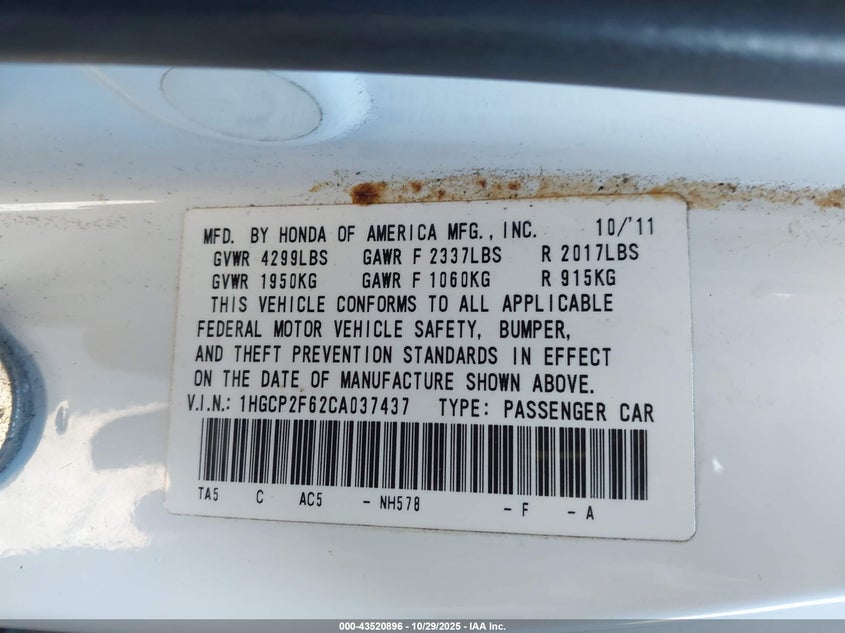 MFD. BY HONDA OF AMERICA MFG., INC. 10/'11
GVWR 4299LBS GAWR F 2337LBS R 2017LBS
GVWR 1950KG GAWR F 1060KG R 915KG
THIS VEHICLE CONFORMS TO ALL APPLICABLE
FEDERAL MOTOR VEHICLE SAFETY, BUMPER,
AND THEFT PREVENTION STANDARDS IN EFFECT
ON THE DATE OF MANUFACTURE SHOWN ABOVE.
V.I.N.: 1HGCP2F62CA037437 TYPE: PASSENGER CAR
TA5 C AC5 - NH578 - F - A
000-43520896 - 10/29/2025 - IAA Inc.